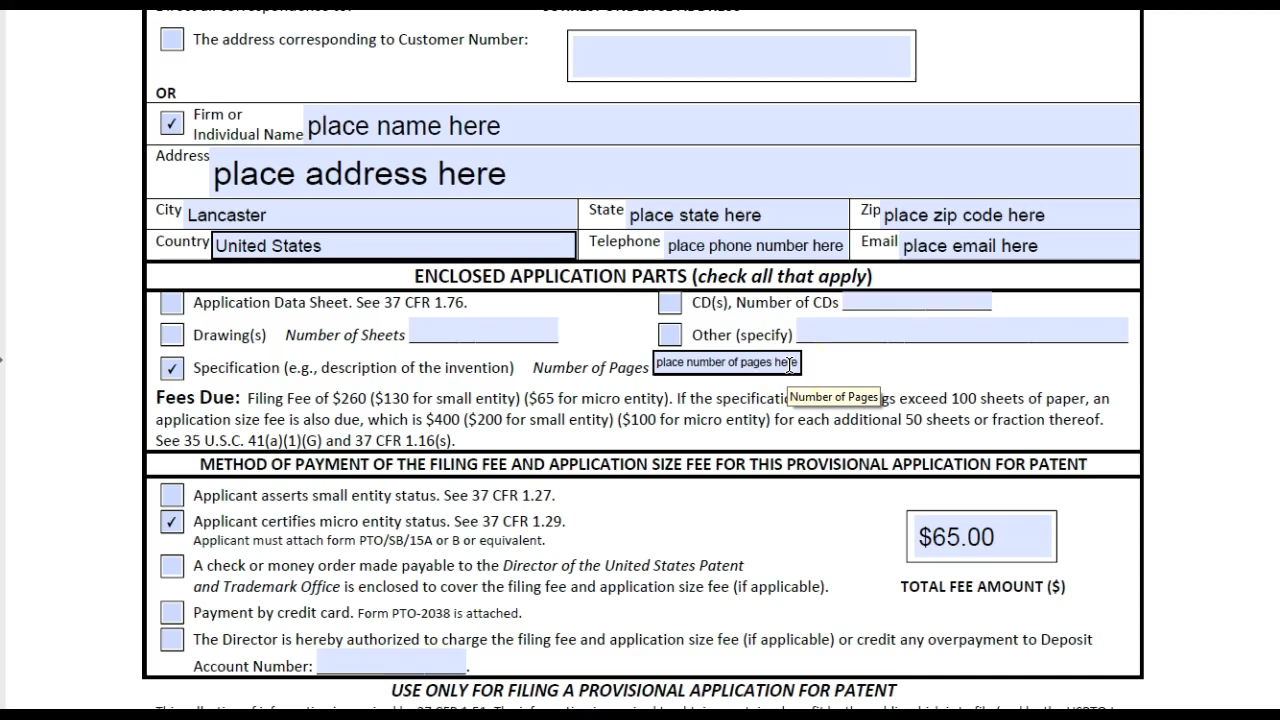 The address corresponding to Customer Number:
OR
✓ Firm or
Individual Name place name here
Address place address here
City Lancaster State place state here Zip place zip code here
Country United States Telephone place phone number here Email place email here
ENCLOSED APPLICATION PARTS (check all that apply)
Application Data Sheet. See 37 CFR 1.76. CD(s), Number of CDs
Drawing(s) Number of Sheets Other (specify)
✓ Specification (e.g., description of the invention) Number of Pages place number of pages here
Number of Pages
Fees Due: Filing Fee of $260 ($130 for small entity) ($65 for micro entity). If the exceed 100 sheets of paper, an
application size fee is also due, which is $400 ($200 for small entity) ($100 for micro entity) for each additional 50 sheets or fraction thereof.
See 35 U.S.C. 41(a)(1)(G) and 37 CFR 1.16(s).
METHOD OF PAYMENT OF THE FILING FEE AND APPLICATION SIZE FEE FOR THIS PROVISIONAL APPLICATION FOR PATENT
Applicant asserts small entity status. See 37 CFR 1.27.
✓ Applicant certifies micro entity status. See 37 CFR 1.29.
Applicant must attach form PTO/SB/15A or B or equivalent.
$65.00
A check or money order made payable to the Director of the United States Patent
and Trademark Office is enclosed to cover the filing fee and application size fee (if applicable).
TOTAL FEE AMOUNT ($)
Payment by credit card. Form PTO-2038 is attached.
The Director is hereby authorized to charge the filing fee and application size fee (if applicable) or credit any overpayment to Deposit
Account Number: .
USE ONLY FOR FILING A PROVISIONAL APPLICATION FOR PATENT